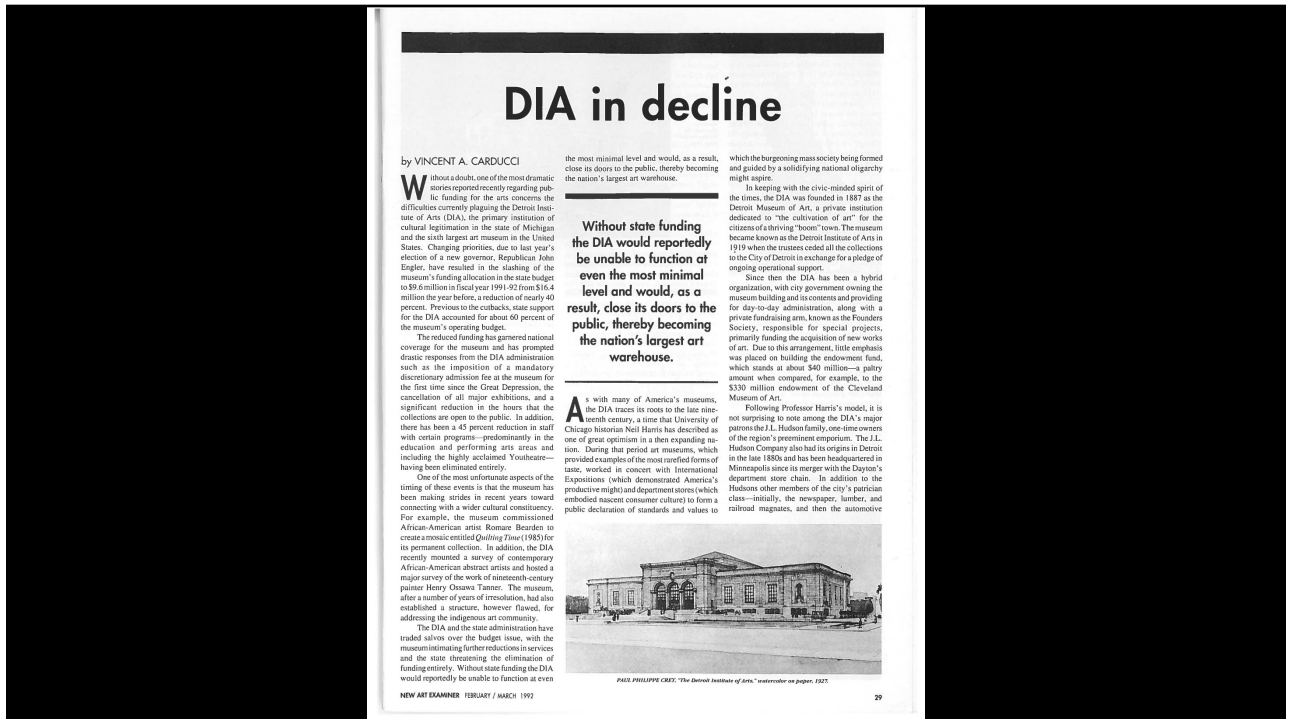 DIA in decline
by VINCENT A. CARDUCCI
Without a doubt, one of the most dramatic
stories reported recently regarding pub-
lic funding for the arts concerns the
difficulties currently plaguing the Detroit Insti-
tute of Arts (DIA), the primary institution of
cultural legitimation in the state of Michigan
and the sixth largest art museum in the United
States. Changing priorities, due to last year's
election of a new governor, Republican John
Engler, have resulted in the slashing of the
museum's funding allocation in the state budget
to $9.6 million in fiscal year 1991-92 from $16.4
million the year before, a reduction of nearly 40
percent. Previous to the cutbacks, state support
for the DIA accounted for about 60 percent of
the museum's operating budget.
The reduced funding has garnered national
coverage for the museum and has prompted
drastic responses from the DIA administration
such as the imposition of a mandatory
discretionary admission fee at the museum for
the first time since the Great Depression, the
cancellation of all major exhibitions, and a
significant reduction in the hours that the
collections are open to the public. In addition,
there has been a 45 percent reduction in staff
with certain programs—predominantly in the
education and performing arts areas and
including the highly acclaimed Youtheatre—
having been eliminated entirely.
One of the most unfortunate aspects of the
timing of these events is that the museum has
been making strides in recent years toward
connecting with a wider cultural constituency.
For example, the museum commissioned
African-American artist Romare Bearden to
create a mosaic entitled Quilting Time (1985) for
its permanent collection. In addition, the DIA
recently mounted a survey of contemporary
African-American abstract artists and hosted a
major survey of the work of nineteenth-century
painter Henry Ossawa Tanner. The museum,
after a number of years of irresolution, had also
established a structure, however flawed, for
addressing the indigenous art community.
The DIA and the state administration have
traded salvos over the budget issue, with the
museum intimating further reductions in services
and the state threatening the elimination of
funding entirely. Without state funding the DIA
would reportedly be unable to function at even
the most minimal level and would, as a result,
close its doors to the public, thereby becoming
the nation's largest art warehouse.
Without state funding
the DIA would reportedly
be unable to function at
even the most minimal
level and would, as a
result, close its doors to the
public, thereby becoming
the nation's largest art
warehouse.
As with many of America's museums,
the DIA traces its roots to the late nine-
teenth century, a time that University of
Chicago historian Neil Harris has described as
one of great optimism in a then expanding na-
tion. During that period art museums, which
provided examples of the most rarefied forms of
taste, worked in concert with International
Expositions (which demonstrated America's
productive might) and department stores (which
embodied nascent consumer culture) to form a
public declaration of standards and values to
which the burgeoning mass society being formed
and guided by a solidifying national oligarchy
might aspire.
In keeping with the civic-minded spirit of
the times, the DIA was founded in 1887 as the
Detroit Museum of Art, a private institution
dedicated to "the cultivation of art" for the
citizens of a thriving "boom" town. The museum
became known as the Detroit Institute of Arts in
1919 when the trustees ceded all the collections
to the City of Detroit in exchange for a pledge of
ongoing operational support.
Since then the DIA has been a hybrid
organization, with city government owning the
museum building and its contents and providing
for day-to-day administration, along with a
private fundraising arm, known as the Founders
Society, responsible for special projects,
primarily funding the acquisition of new works
of art. Due to this arrangement, little emphasis
was placed on building the endowment fund,
which stands at about $40 million—a paltry
amount when compared, for example, to the
$330 million endowment of the Cleveland
Museum of Art.
Following Professor Harris's model, it is
not surprising to note among the DIA's major
patrons the J.L. Hudson family, one-time owners
of the region's preeminent emporium. The J.L.
Hudson Company also had its origins in Detroit
in the late 1880s and has been headquartered in
Minneapolis since its merger with the Dayton's
department store chain. In addition to the
Hudsons other members of the city's patrician
class—initially, the newspaper, lumber, and
railroad magnates, and then the automotive
PAUL PHILIPPE CRET, "The Detroit Institute of Arts," watercolor on paper, 1927.
NEW ART EXAMINER FEBRUARY / MARCH 1992
29